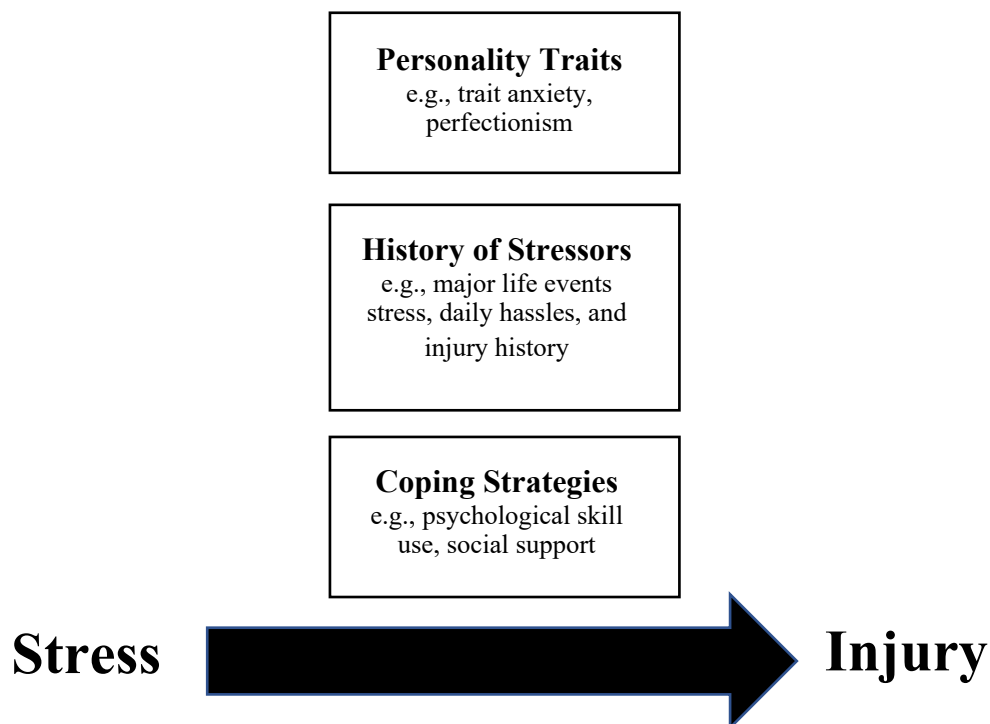 Personality Traits
e.g., trait anxiety,
perfectionism
History of Stressors
e.g., major life events
stress, daily hassles, and
injury history
Coping Strategies
e.g., psychological skill
use, social support
Stress
Injury